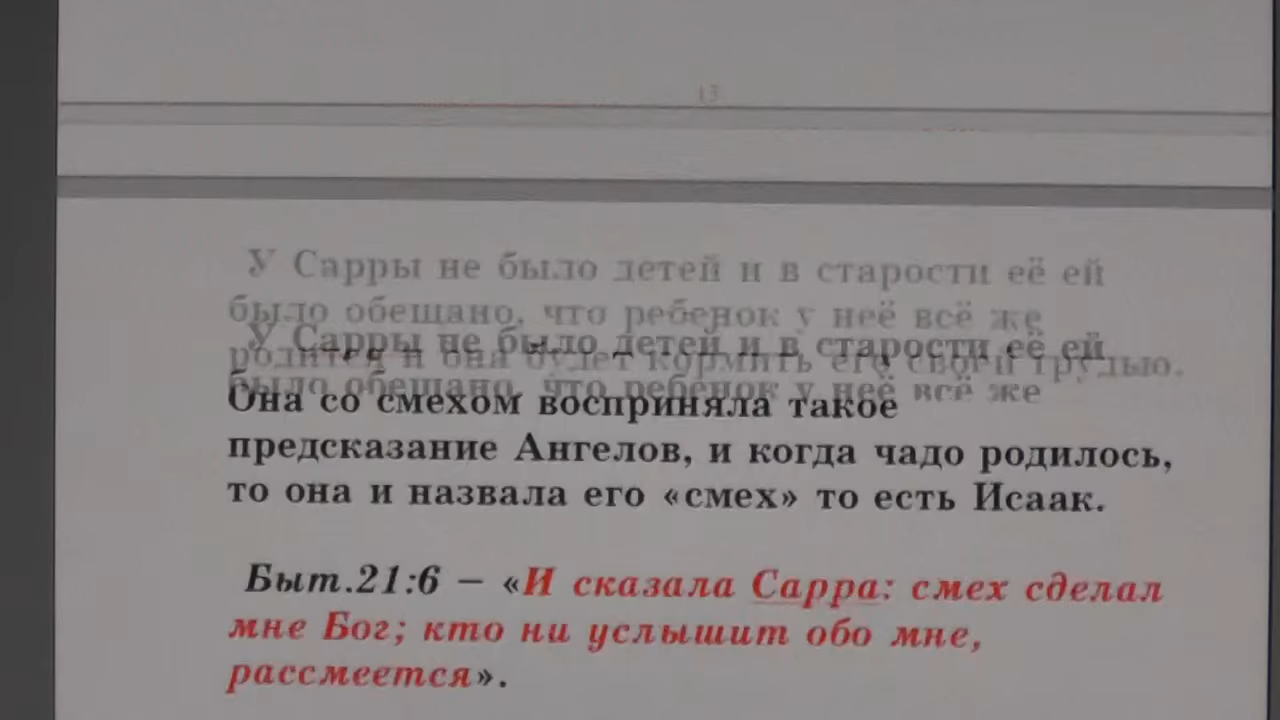 13
У Сарры не было детей и в старости её ей
было обещано, что ребенок у неё всё же
родится и она будет кормить его своей грудью.
У Сарры не было детей и в старости её ей
было обещано, что ребенок у неё всё же
Она со смехом восприняла такое
предсказание Ангелов, и когда чадо родилось,
то она и назвала его «смех» то есть Исаак.
Быт.21:6 – «И сказала Сарра: смех сделал
мне Бог; кто ни услышит обо мне,
рассмеется».